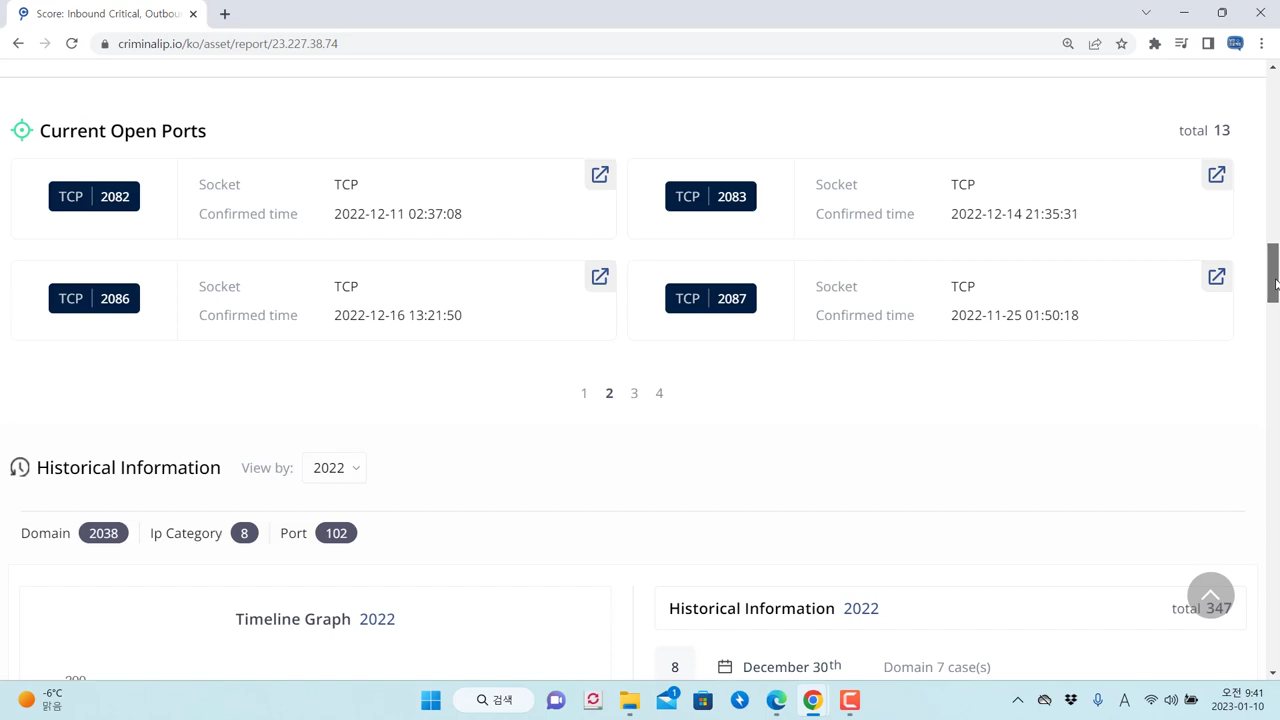 Score: Inbound Critical, Outbou
criminalip.io/ko/asset/report/23.227.38.74
Current Open Ports
total 13
TCP 2082
Socket TCP
Confirmed time 2022-12-11 02:37:08
TCP 2083
Socket TCP
Confirmed time 2022-12-14 21:35:31
TCP 2086
Socket TCP
Confirmed time 2022-12-16 13:21:50
TCP 2087
Socket TCP
Confirmed time 2022-11-25 01:50:18
1 2 3 4
Historical Information View by: 2022
Domain 2038 Ip Category 8 Port 102
Timeline Graph 2022
200
Historical Information 2022
total 347
8 December 30th Domain 7 case(s)
-6°C
맑음
검색
1
A
오전 9:41
2023-01-10